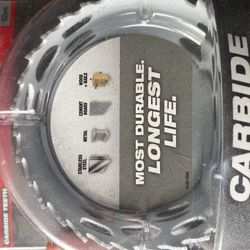 MOST DURABLE.
LONGEST
LIFE.
WOOD
+ NAILS
CEMENT
BOARD
METAL
STAINLESS
STEEL
CARBIDE
CARBIDE TEETH